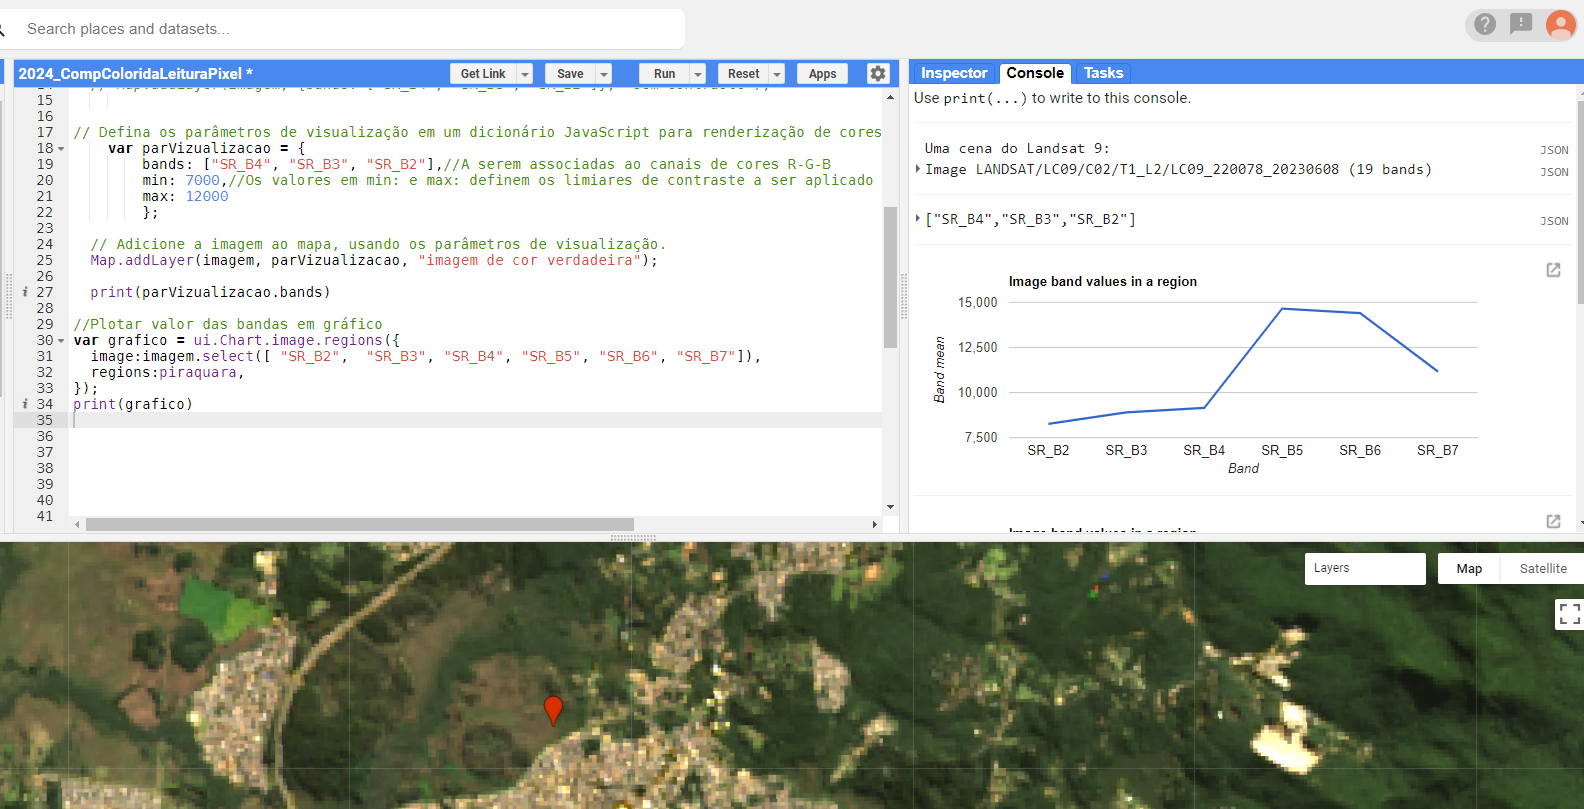 Search places and datasets...
2024_CompColoridaLeituraPixel *
Get Link
Save
Run
Reset
Apps
15
16
17 // Defina os parâmetros de visualização em um dicionário JavaScript para renderização de cores
18 var parVizualizacao = {
19 bands: ["SR_B4", "SR_B3", "SR_B2"],//A serem associadas ao canais de cores R-G-B
20 min: 7000,//Os valores em min: e max: definem os limiares de contraste a ser aplicado
21 max: 12000
22 };
23
24 // Adicione a imagem ao mapa, usando os parâmetros de visualização.
25 Map.addLayer(imagem, parVizualizacao, "imagem de cor verdadeira");
26
i 27 print(parVizualizacao.bands)
28
29 //Plotar valor das bandas em gráfico
30 var grafico = ui.Chart.image.regions({
31 image:imagem.select([ "SR_B2",  "SR_B3", "SR_B4", "SR_B5", "SR_B6", "SR_B7"]),
32 regions:piraquara,
33 });
i 34 print(grafico)
35
36
37
38
39
40
41
Inspector
Console
Tasks
Use print(...) to write to this console.
Uma cena do Landsat 9:
JSON
Image LANDSAT/LC09/C02/T1_L2/LC09_220078_20230608 (19 bands)
JSON
["SR_B4","SR_B3","SR_B2"]
JSON
Image band values in a region
15,000
12,500
10,000
7,500
Band mean
SR_B2 SR_B3 SR_B4 SR_B5 SR_B6 SR_B7
Band
Image band values in a region
Layers
Map
Satellite